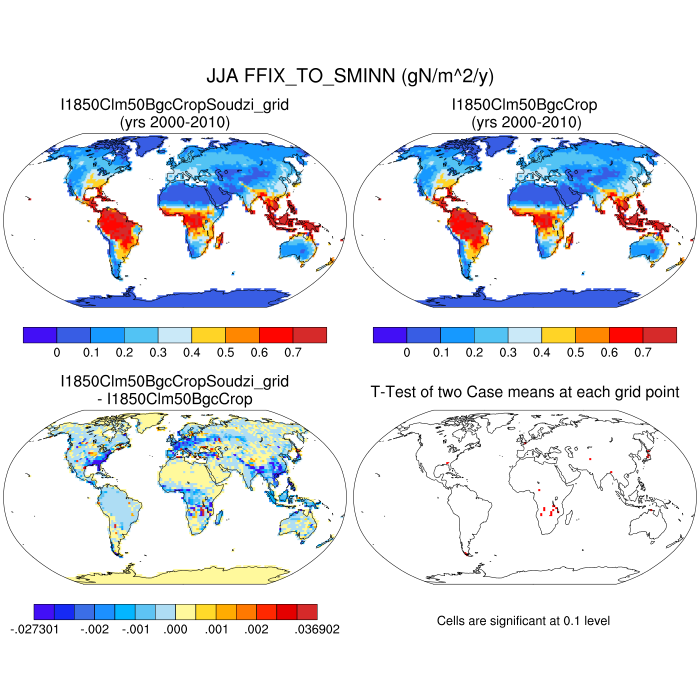 JJA FFIX_TO_SMINN (gN/m^2/y)
I1850Clm50BgcCropSoudzi_grid
(yrs 2000-2010)
I1850Clm50BgcCrop
(yrs 2000-2010)
0 0.1 0.2 0.3 0.4 0.5 0.6 0.7
0 0.1 0.2 0.3 0.4 0.5 0.6 0.7
I1850Clm50BgcCropSoudzi_grid
- I1850Clm50BgcCrop
T-Test of two Case means at each grid point
-.027301 -.002 -.001 .000 .001 .002 .036902
Cells are significant at 0.1 level